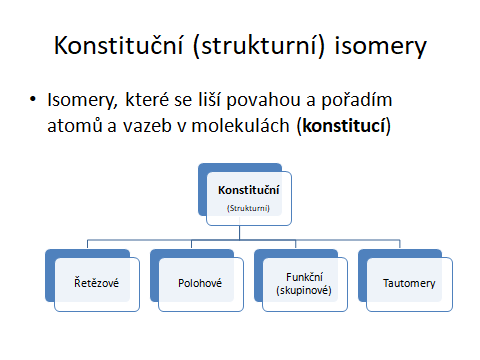 Konstituční (strukturní) isomery
• Isomery, které se liší povahou a pořadím
atomů a vazeb v molekulách (konstitucí)
Konstituční
(Strukturní)
Řetězové
Polohové
Funkční
(skupinové)
Tautomery